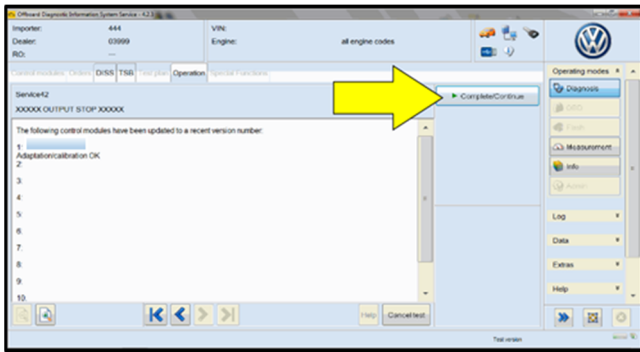 Offboard Diagnostic Information System Service - 4.2.3
Importer: 444 VIN:
Dealer: 03999 Engine: all engine codes
RO: ---
Control modules Orders DISS TSB Test plan Operation Special Functions
Operating modes
Service42
XXXXX OUTPUT STOP XXXXX
Complete/Continue
Diagnosis
OBD
Flash
Measurement
Info
Admin
The following control modules have been updated to a recent version number:
1:
Adaptation/calibration OK
2:
3:
4:
5:
6:
7:
8:
9:
10:
Log
Data
Extras
Help
Help Cancel test
Test version